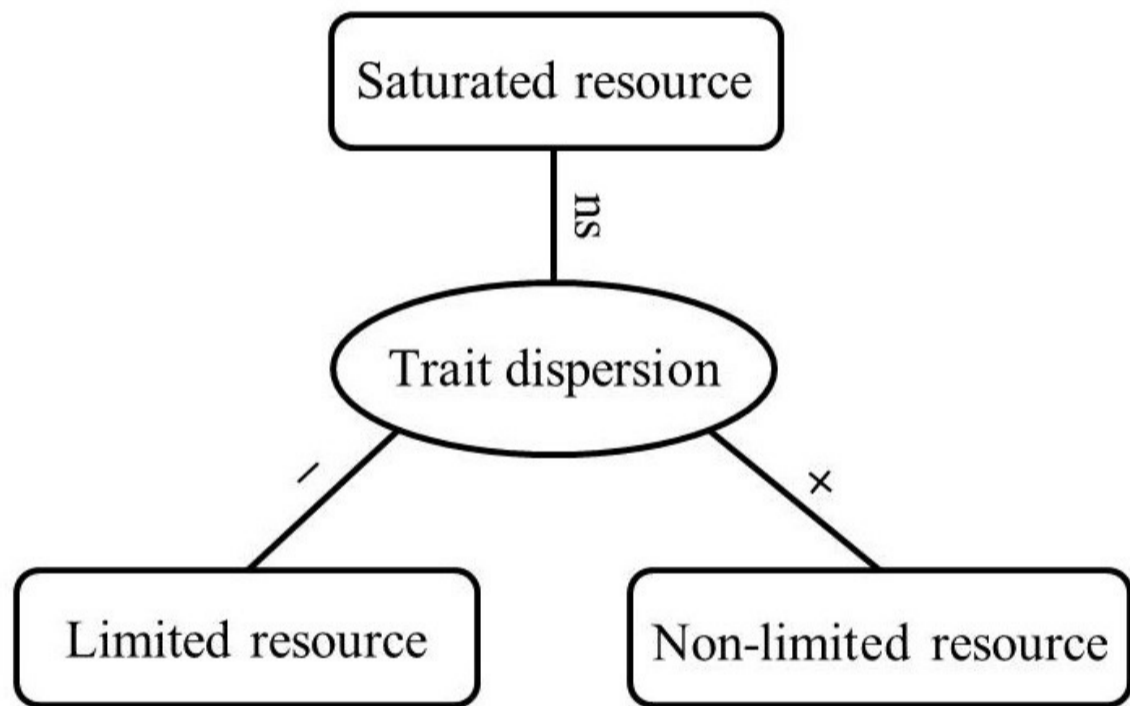 Saturated resource
ns
Trait dispersion
−
+
Limited resource
Non-limited resource